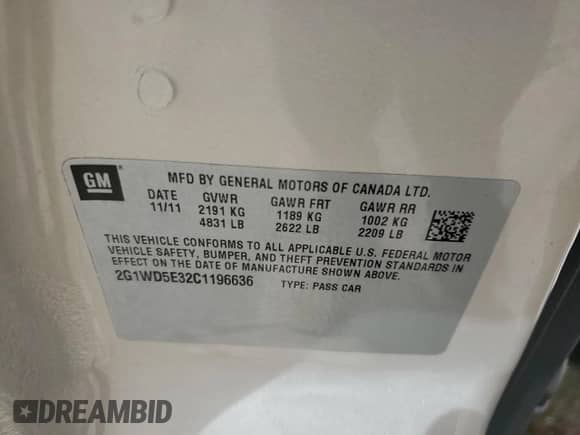 GM
MFD BY GENERAL MOTORS OF CANADA LTD.
DATE GVWR GAWR FRT GAWR RR
11/11 2191 KG 1189 KG 1002 KG
4831 LB 2622 LB 2209 LB
THIS VEHICLE CONFORMS TO ALL APPLICABLE U.S. FEDERAL MOTOR
VEHICLE SAFETY, BUMPER, AND THEFT PREVENTION STANDARDS IN
EFFECT ON THE DATE OF MANUFACTURE SHOWN ABOVE.
2G1WD5E32C1196636 TYPE: PASS CAR
DREAMBID